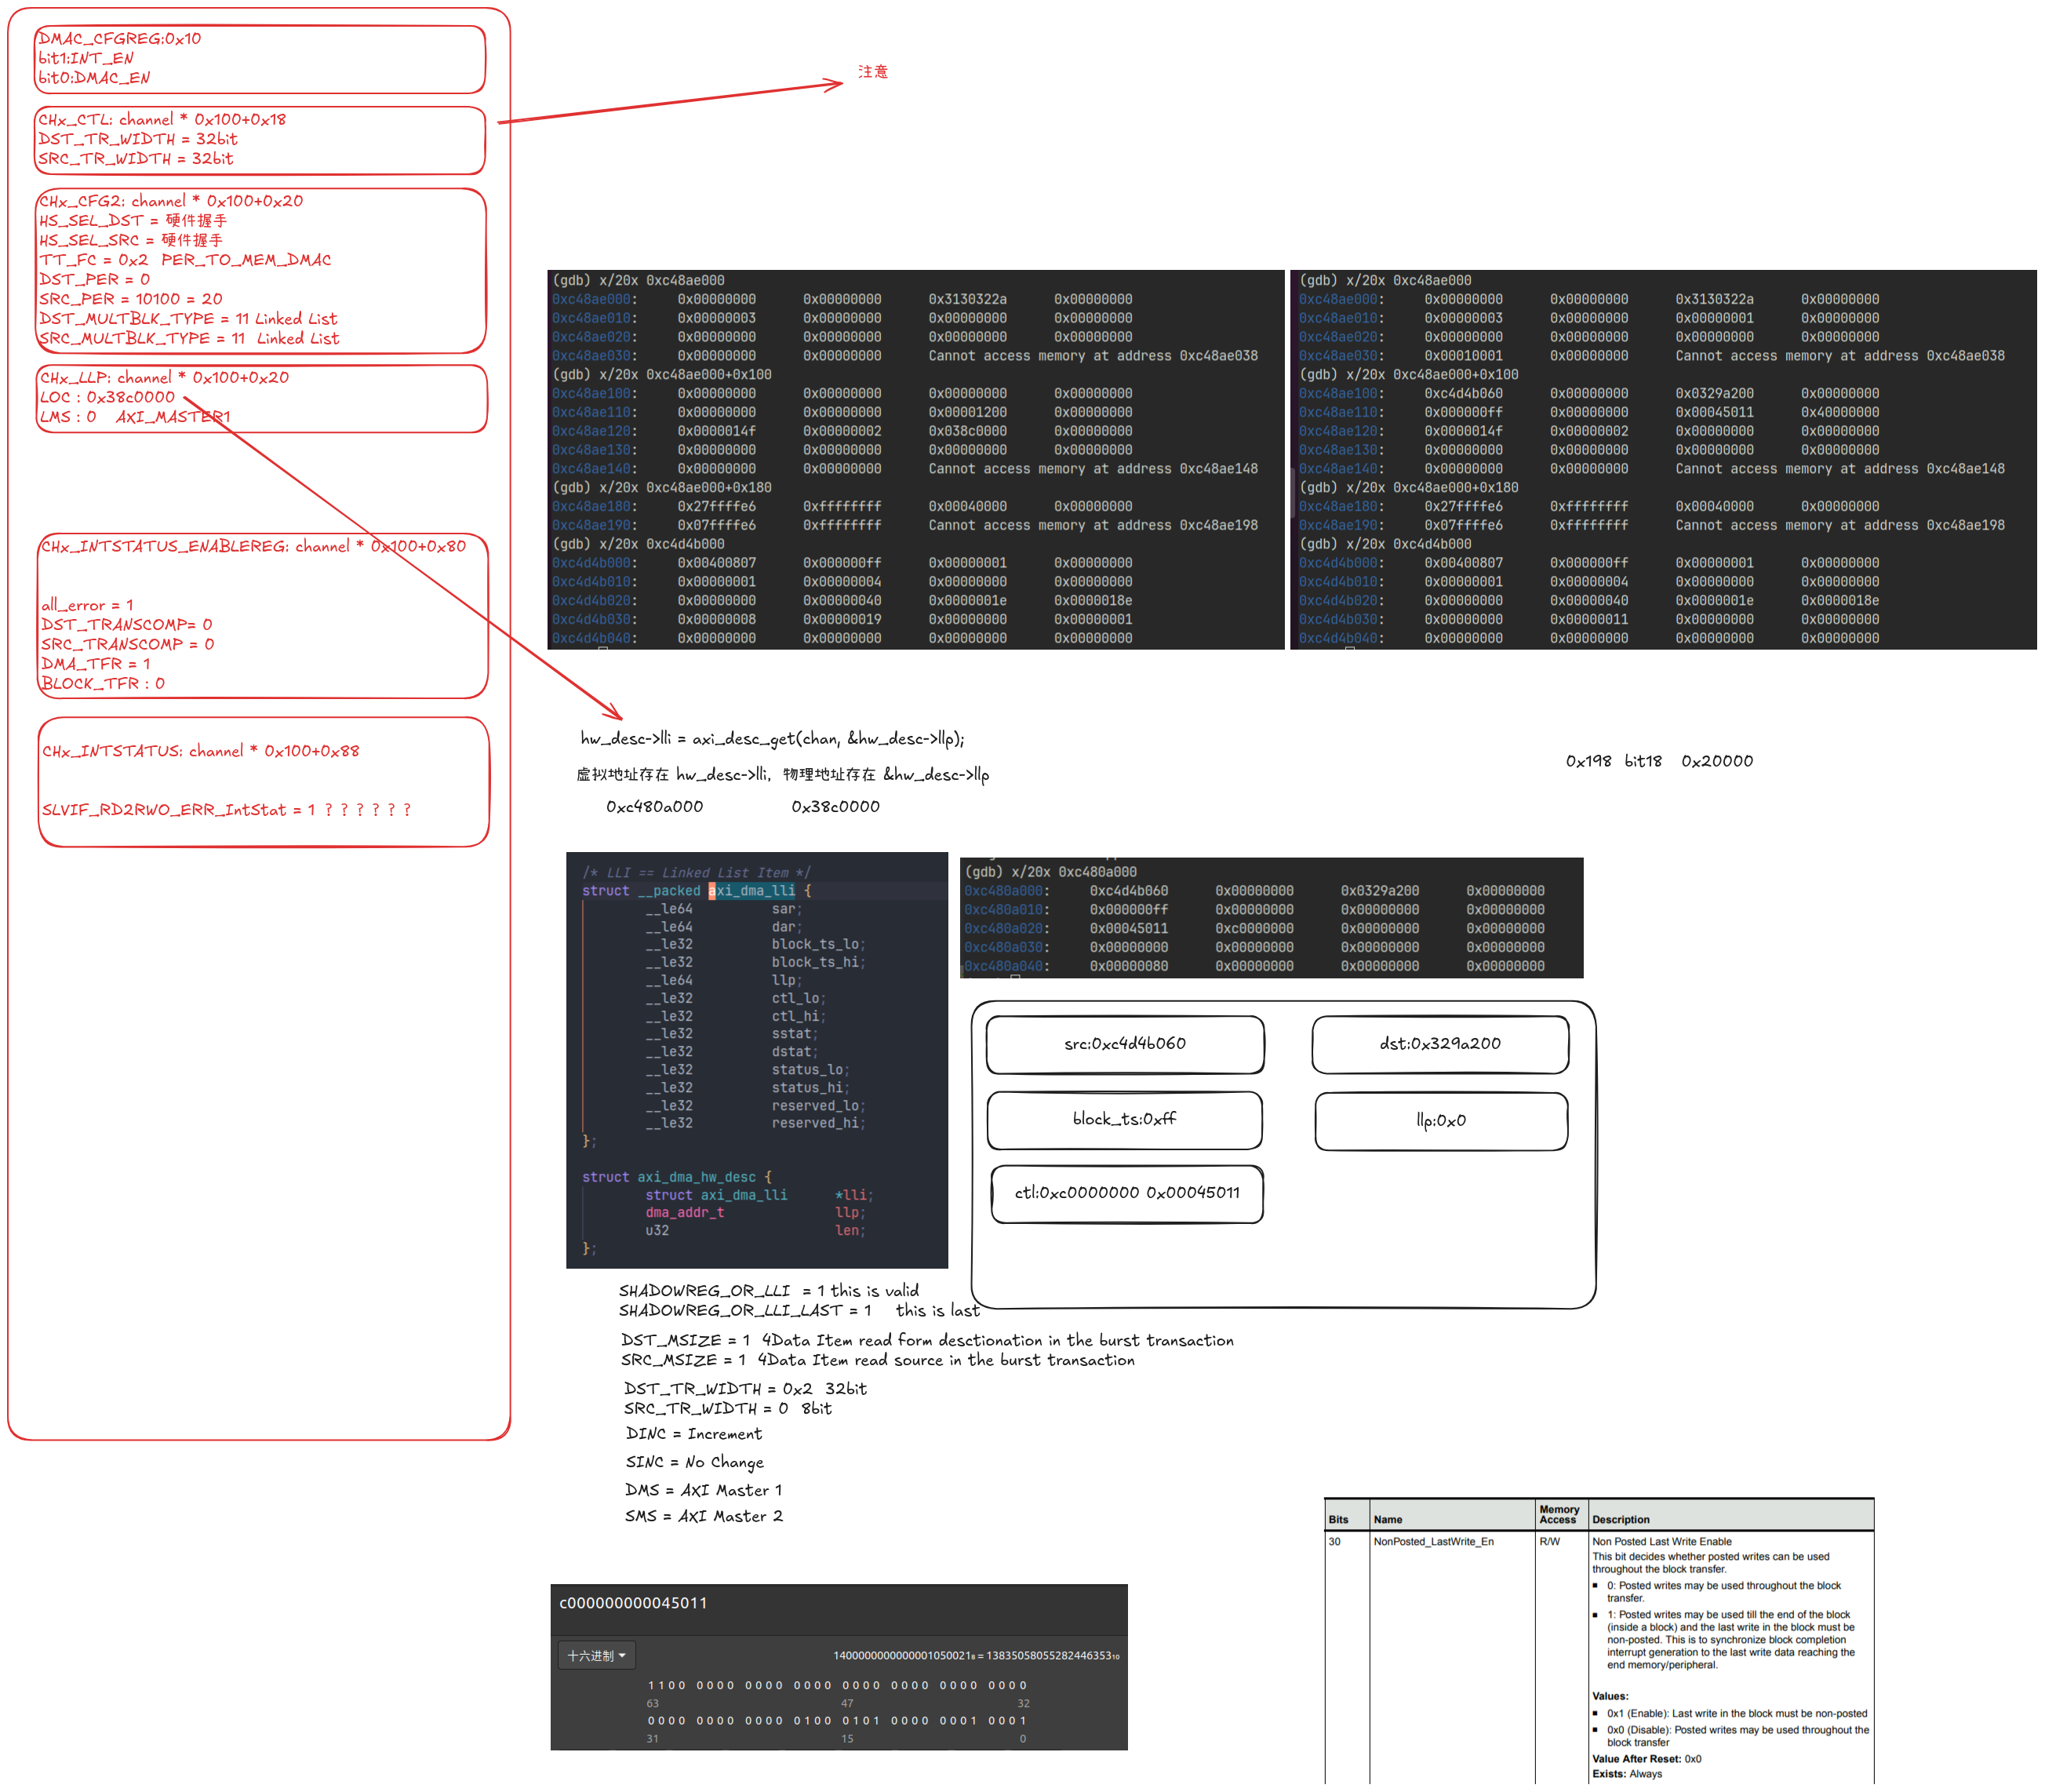 DMAC_CFGREG:0x10
bit1:INT_EN
bit0:DMAC_EN
CHx_CTL: channel * 0x100+0x18
DST_TR_WIDTH = 32bit
SRC_TR_WIDTH = 32bit
CHx_CFG2: channel * 0x100+0x20
HS_SEL_DST = 硬件握手
HS_SEL_SRC = 硬件握手
TT_FC = 0x2 PER_TO_MEM_DMAC
DST_PER = 0
SRC_PER = 10100 = 20
DST_MULTBLK_TYPE = 11 Linked List
SRC_MULTBLK_TYPE = 11 Linked List
CHx_LLP: channel * 0x100+0x20
LOC : 0x38c0000
LMS : 0 AXI_MASTER1
CHx_INTSTATUS_ENABLEREG: channel * 0x100+0x80
all_error = 1
DST_TRANSCOMP= 0
SRC_TRANSCOMP = 0
DMA_TFR = 1
BLOCK_TFR : 0
CHx_INTSTATUS: channel * 0x100+0x88
SLVIF_RD2RWO_ERR_IntStat = 1 ? ? ? ? ? ?
注意
(gdb) x/20x 0xc48ae000
0xc48ae000: 0x00000000 0x00000000 0x3130322a 0x00000000
0xc48ae010: 0x00000003 0x00000000 0x00000000 0x00000000
0xc48ae020: 0x00000000 0x00000000 0x00000000 0x00000000
0xc48ae030: 0x00000000 0x00000000 Cannot access memory at address 0xc48ae038
(gdb) x/20x 0xc48ae000+0x100
0xc48ae100: 0x00000000 0x00000000 0x00000000 0x00000000
0xc48ae110: 0x00000000 0x00000000 0x00001200 0x00000000
0xc48ae120: 0x0000014f 0x00000002 0x038c0000 0x00000000
0xc48ae130: 0x00000000 0x00000000 0x00000000 0x00000000
0xc48ae140: 0x00000000 0x00000000 Cannot access memory at address 0xc48ae148
(gdb) x/20x 0xc48ae000+0x180
0xc48ae180: 0x27ffffe6 0xffffffff 0x00040000 0x00000000
0xc48ae190: 0x07ffffe6 0xffffffff Cannot access memory at address 0xc48ae198
(gdb) x/20x 0xc4d4b000
0xc4d4b000: 0x00400807 0x000000ff 0x00000001 0x00000000
0xc4d4b010: 0x00000001 0x00000004 0x00000000 0x00000000
0xc4d4b020: 0x00000000 0x00000040 0x0000001e 0x0000018e
0xc4d4b030: 0x00000008 0x00000019 0x00000000 0x00000001
0xc4d4b040: 0x00000000 0x00000000 0x00000000 0x00000000
(gdb) x/20x 0xc48ae000
0xc48ae000: 0x00000000 0x00000000 0x3130322a 0x00000000
0xc48ae010: 0x00000003 0x00000000 0x00000001 0x00000000
0xc48ae020: 0x00000000 0x00000000 0x00000000 0x00000000
0xc48ae030: 0x00010001 0x00000000 Cannot access memory at address 0xc48ae038
(gdb) x/20x 0xc48ae000+0x100
0xc48ae100: 0xc4d4b060 0x00000000 0x0329a200 0x00000000
0xc48ae110: 0x000000ff 0x00000000 0x00045011 0x40000000
0xc48ae120: 0x0000014f 0x00000002 0x00000000 0x00000000
0xc48ae130: 0x00000000 0x00000000 0x00000000 0x00000000
0xc48ae140: 0x00000000 0x00000000 Cannot access memory at address 0xc48ae148
(gdb) x/20x 0xc48ae000+0x180
0xc48ae180: 0x27ffffe6 0xffffffff 0x00040000 0x00000000
0xc48ae190: 0x07ffffe6 0xffffffff Cannot access memory at address 0xc48ae198
(gdb) x/20x 0xc4d4b000
0xc4d4b000: 0x00400807 0x000000ff 0x00000001 0x00000000
0xc4d4b010: 0x00000001 0x00000004 0x00000000 0x00000000
0xc4d4b020: 0x00000000 0x00000040 0x0000001e 0x0000018e
0xc4d4b030: 0x00000000 0x00000011 0x00000000 0x00000000
0xc4d4b040: 0x00000000 0x00000000 0x00000000 0x00000000
hw_desc->lli = axi_desc_get(chan, &hw_desc->llp);
虚拟地址存在 hw_desc->lli, 物理地址存在 &hw_desc->llp
0xc480a000 0x38c0000
0x198 bit18 0x20000
/* LLI == Linked List Item */
struct __packed axi_dma_lli {
__le64 sar;
__le64 dar;
__le32 block_ts_lo;
__le32 block_ts_hi;
__le64 llp;
__le32 ctl_lo;
__le32 ctl_hi;
__le32 sstat;
__le32 dstat;
__le32 status_lo;
__le32 status_hi;
__le32 reserved_lo;
__le32 reserved_hi;
};
struct axi_dma_hw_desc {
struct axi_dma_lli *lli;
dma_addr_t llp;
u32 len;
};
(gdb) x/20x 0xc480a000
0xc480a000: 0xc4d4b060 0x00000000 0x0329a200 0x00000000
0xc480a010: 0x000000ff 0x00000000 0x00000000 0x00000000
0xc480a020: 0x00045011 0xc0000000 0x00000000 0x00000000
0xc480a030: 0x00000000 0x00000000 0x00000000 0x00000000
0xc480a040: 0x00000080 0x00000000 0x00000000 0x00000000
src:0xc4d4b060
dst:0x329a200
block_ts:0xff
llp:0x0
ctl:0xc0000000 0x00045011
SHADOWREG_OR_LLI = 1 this is valid
SHADOWREG_OR_LLI_LAST = 1 this is last
DST_MSIZE = 1 4Data Item read form desctionation in the burst transaction
SRC_MSIZE = 1 4Data Item read source in the burst transaction
DST_TR_WIDTH = 0x2 32bit
SRC_TR_WIDTH = 0 8bit
DINC = Increment
SINC = No Change
DMS = AXI Master 1
SMS = AXI Master 2
c000000000045011
十六进制 1400000000000001050021₈ = 13835058055282446353₁₀
1100 0000 0000 0000 0000 0000 0000 0000
63 47 32
0000 0000 0000 0100 0101 0000 0001 0001
31 15 0
Bits Name Memory Access Description
30 NonPosted_LastWrite_En R/W Non Posted Last Write Enable
This bit decides whether posted writes can be used
throughout the block transfer.
■ 0: Posted writes may be used throughout the block
transfer.
■ 1: Posted writes may be used till the end of the block
(inside a block) and the last write in the block must be
non-posted. This is to synchronize block completion
interrupt generation to the last write data reaching the
end memory/peripheral.
Values:
■ 0x1 (Enable): Last write in the block must be non-posted
■ 0x0 (Disable): Posted writes may be used throughout the
block transfer
Value After Reset: 0x0
Exists: Always